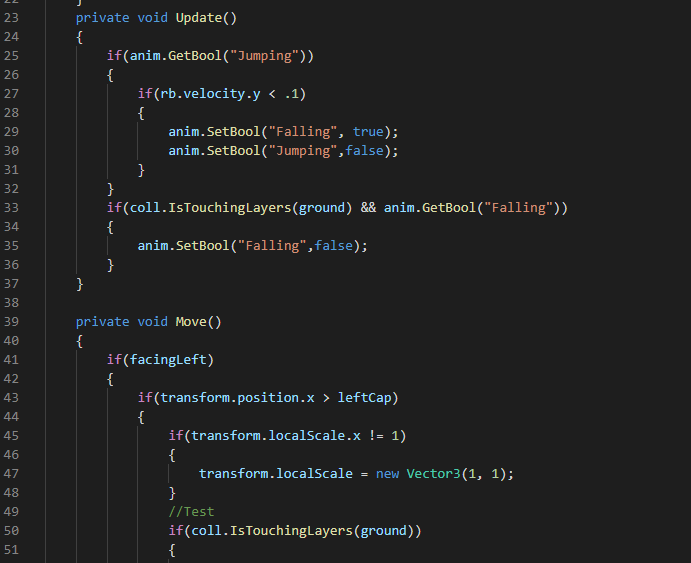 22 }
23 private void Update()
24 {
25 if(anim.GetBool("Jumping"))
26 {
27 if(rb.velocity.y < .1)
28 {
29 anim.SetBool("Falling", true);
30 anim.SetBool("Jumping",false);
31 }
32 }
33 if(coll.IsTouchingLayers(ground) && anim.GetBool("Falling"))
34 {
35 anim.SetBool("Falling",false);
36 }
37 }
38
39 private void Move()
40 {
41 if(facingLeft)
42 {
43 if(transform.position.x > leftCap)
44 {
45 if(transform.localScale.x != 1)
46 {
47 transform.localScale = new Vector3(1, 1);
48 }
49 //Test
50 if(coll.IsTouchingLayers(ground))
51 {